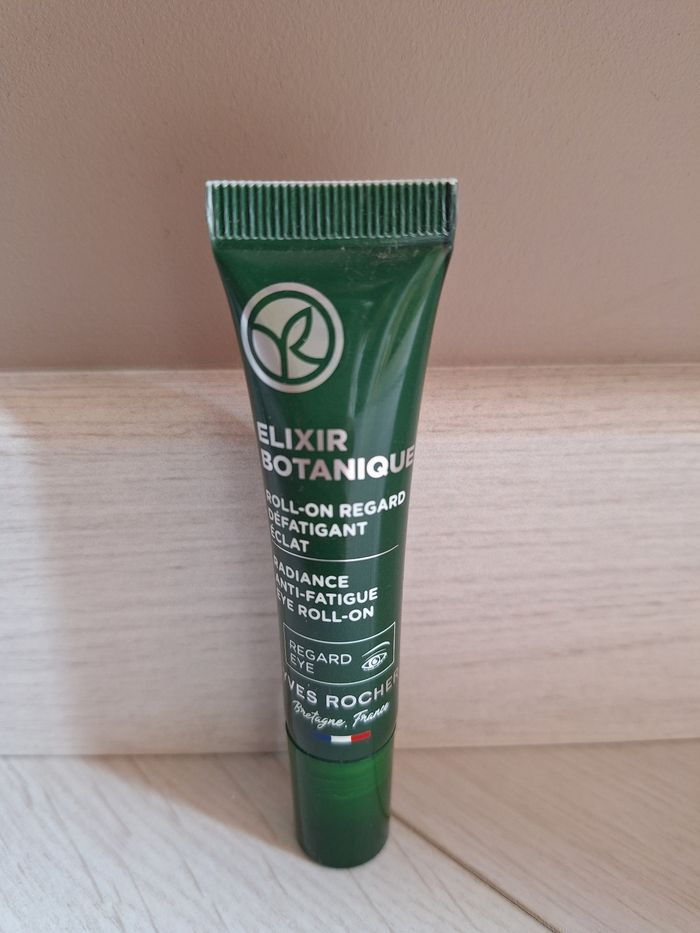 ELIXIR
BOTANIQUE
ROLL-ON REGARD
DÉFATIGANT
ÉCLAT
RADIANCE
ANTI-FATIGUE
EYE ROLL-ON
REGARD
EYE
YVES ROCHER
Bretagne, France